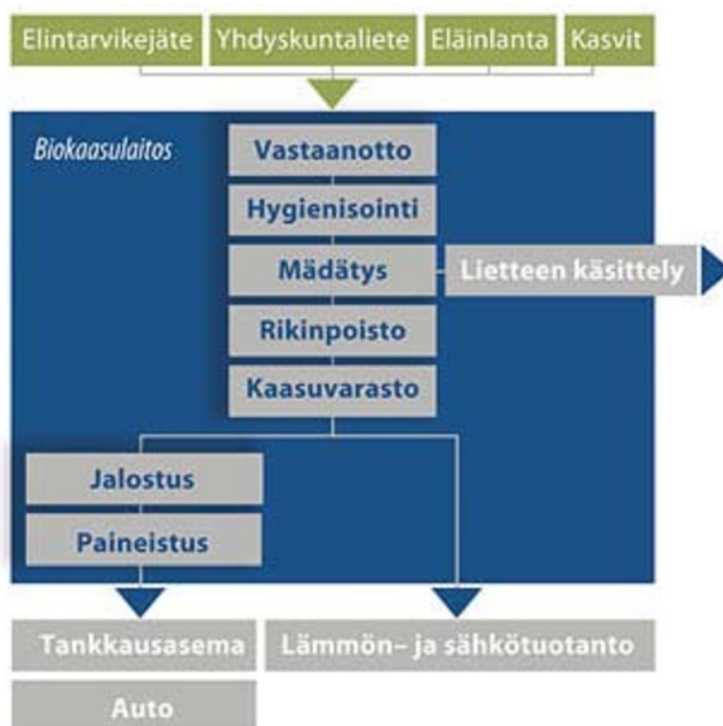 Elintarvikejäte
Yhdyskuntaliete
Eläinlanta
Kasvit
Biokaasulaitos
Vastaanotto
Hygienisointi
Mädätys
Lietteen käsittely
Rikinpoisto
Kaasuvarasto
Jalostus
Paineistus
Tankkausasema
Lämmön– ja sähkötuotanto
Auto